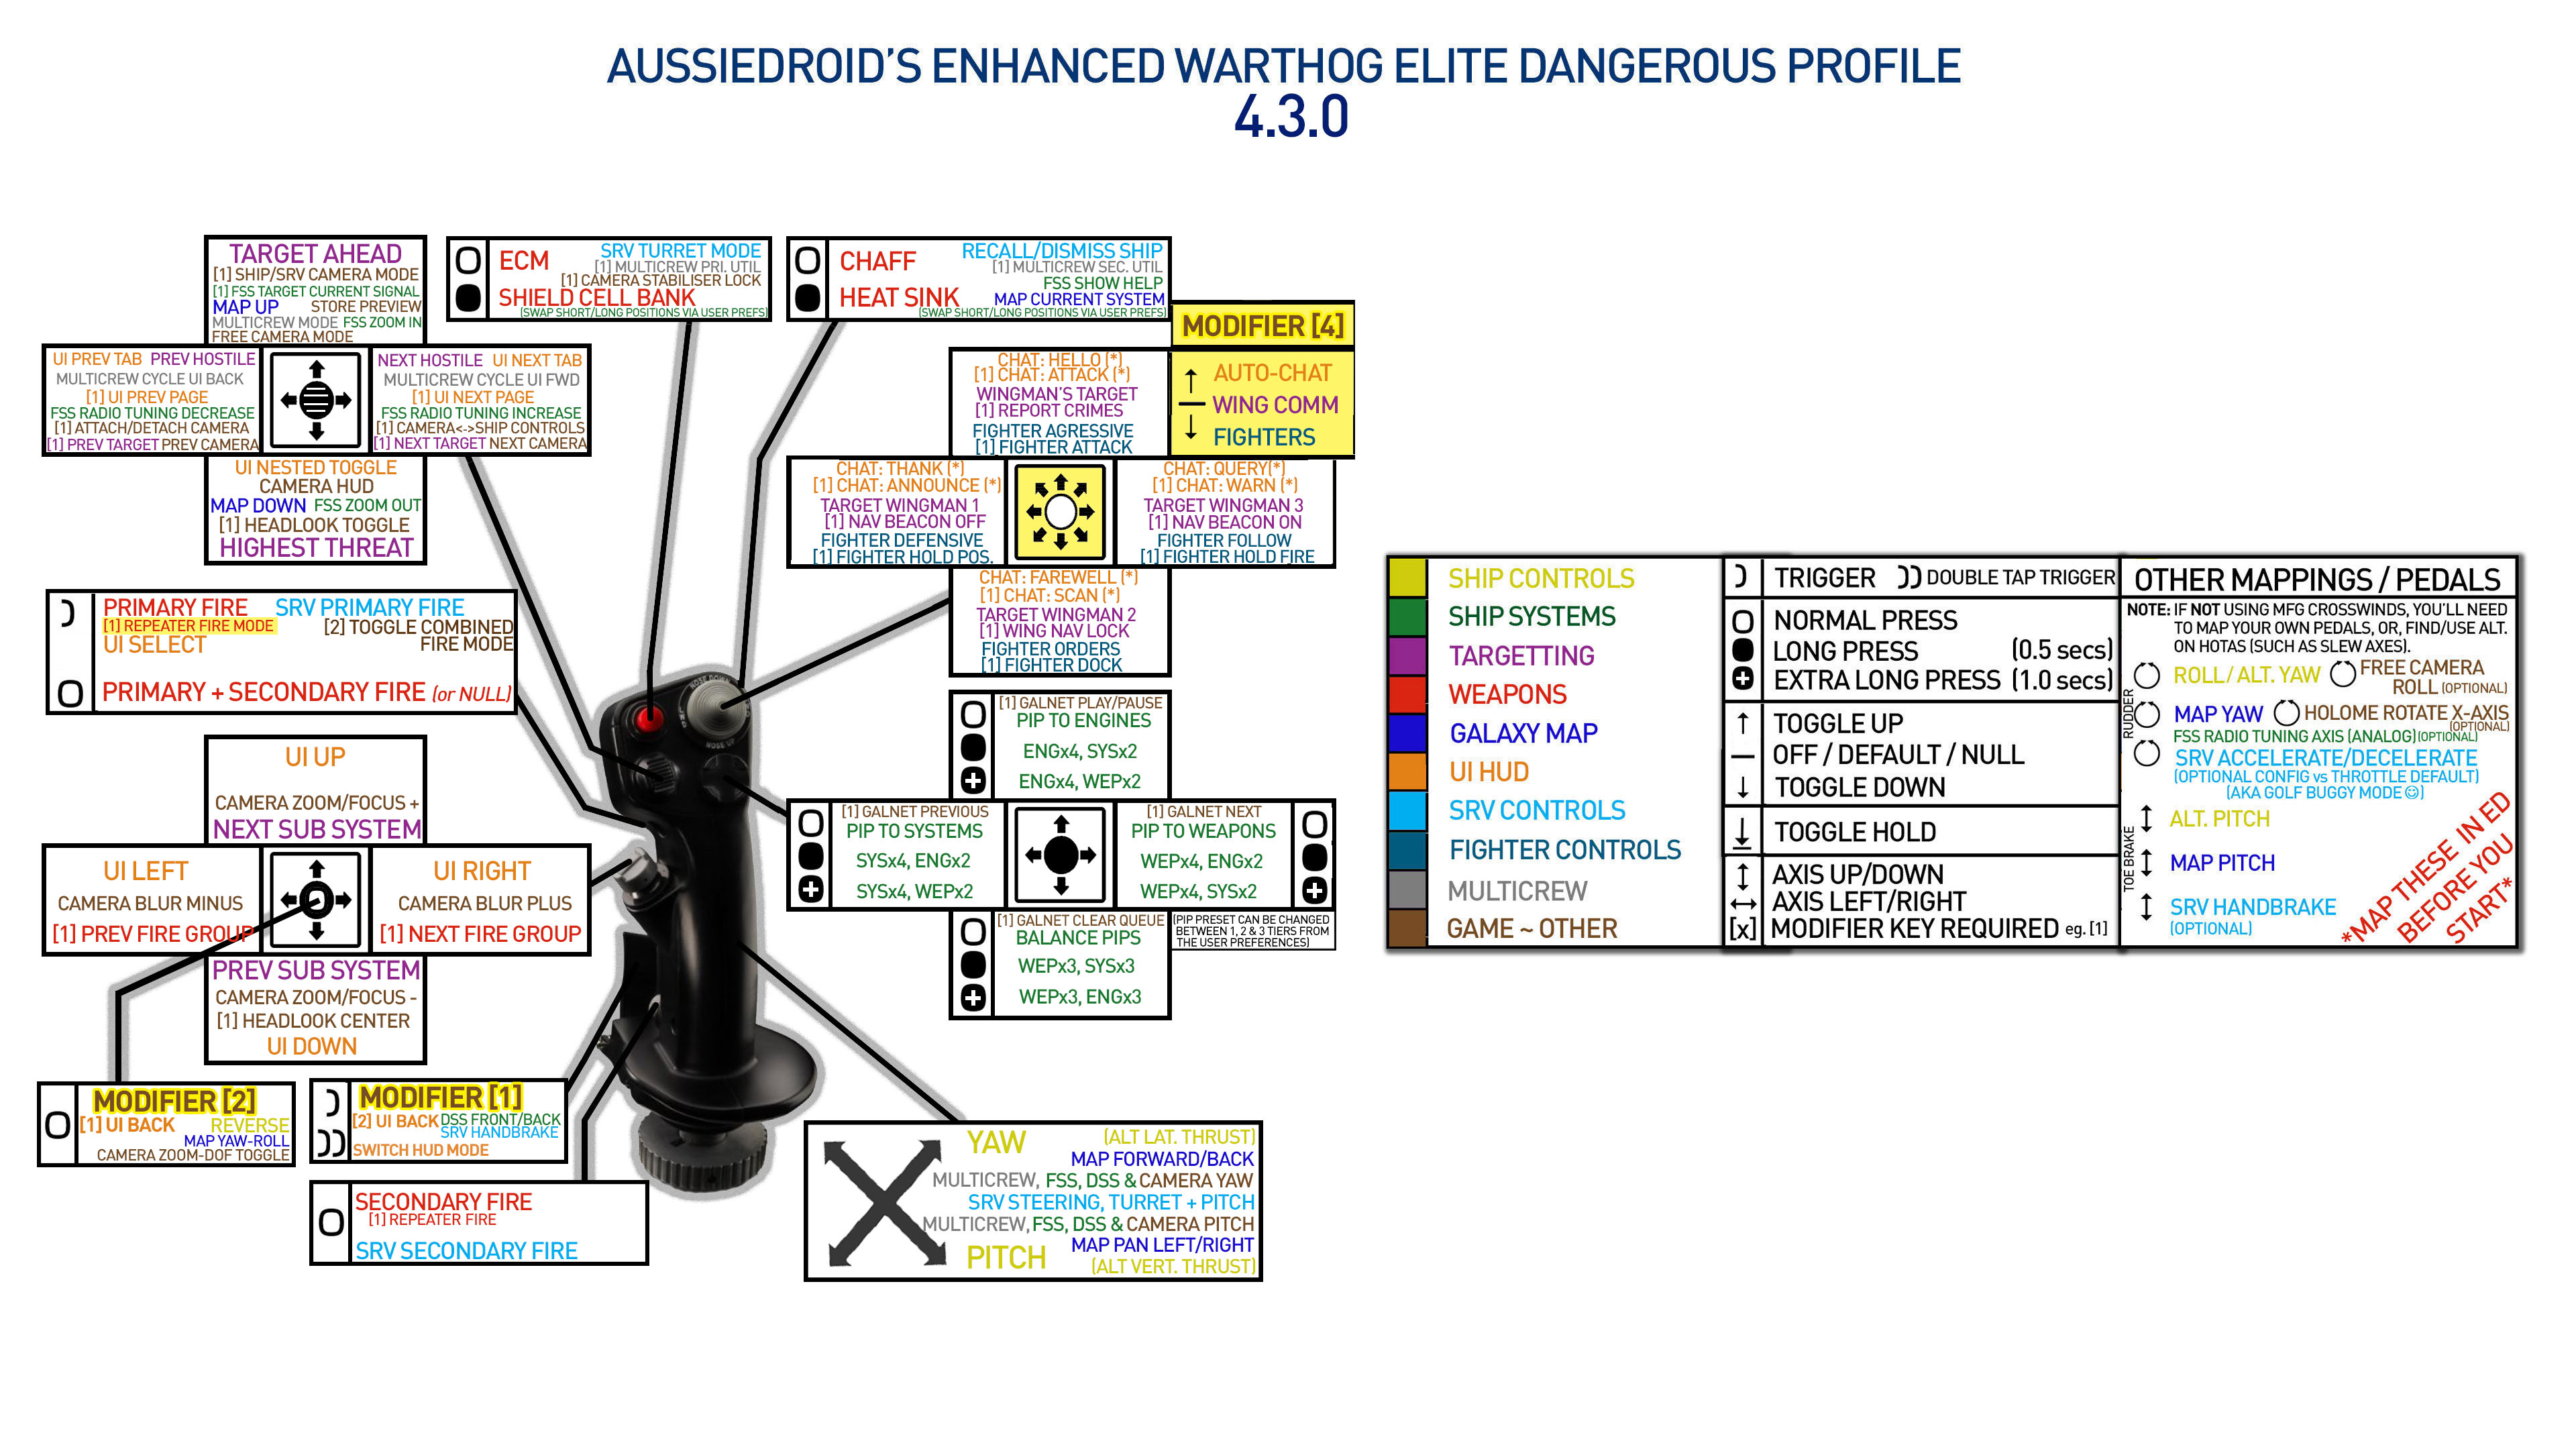 AUSSIEDROID'S ENHANCED WARTHOG ELITE DANGEROUS PROFILE
4.3.0
TARGET AHEAD
[1] SHIP/SRV CAMERA MODE
[1] FSS TARGET CURRENT SIGNAL
MAP UP STORE PREVIEW
MULTICREW MODE FSS ZOOM IN
FREE CAMERA MODE
UI PREV TAB PREV HOSTILE
MULTICREW CYCLE UI BACK
[1] UI PREV PAGE
FSS RADIO TUNING DECREASE
[1] ATTACH/DETACH CAMERA
[1] PREV TARGET PREV CAMERA
NEXT HOSTILE UI NEXT TAB
MULTICREW CYCLE UI FWD
[1] UI NEXT PAGE
FSS RADIO TUNING INCREASE
[1] CAMERA<->SHIP CONTROLS
[1] NEXT TARGET NEXT CAMERA
UI NESTED TOGGLE
CAMERA HUD
MAP DOWN FSS ZOOM OUT
[1] HEADLOOK TOGGLE
HIGHEST THREAT
ECM SRV TURRET MODE
[1] MULTICREW PRI. UTIL
[1] CAMERA STABILISER LOCK
SHIELD CELL BANK
(SWAP SHORT/LONG POSITIONS VIA USER PREFS)
CHAFF RECALL/DISMISS SHIP
[1] MULTICREW SEC. UTIL
FSS SHOW HELP
HEAT SINK MAP CURRENT SYSTEM
(SWAP SHORT/LONG POSITIONS VIA USER PREFS)
MODIFIER [4]
↑ AUTO-CHAT
— WING COMM
↓ FIGHTERS
CHAT: HELLO (*)
[1] CHAT: ATTACK (*)
WINGMAN'S TARGET
[1] REPORT CRIMES
FIGHTER AGRESSIVE
[1] FIGHTER ATTACK
CHAT: THANK (*)
[1] CHAT: ANNOUNCE (*)
TARGET WINGMAN 1
[1] NAV BEACON OFF
FIGHTER DEFENSIVE
[1] FIGHTER HOLD POS.
CHAT: QUERY(*)
[1] CHAT: WARN (*)
TARGET WINGMAN 3
[1] NAV BEACON ON
FIGHTER FOLLOW
[1] FIGHTER HOLD FIRE
CHAT: FAREWELL (*)
[1] CHAT: SCAN (*)
TARGET WINGMAN 2
[1] WING NAV LOCK
FIGHTER ORDERS
[1] FIGHTER DOCK
PRIMARY FIRE SRV PRIMARY FIRE
[1] REPEATER FIRE MODE [2] TOGGLE COMBINED
UI SELECT FIRE MODE
PRIMARY + SECONDARY FIRE (or NULL)
[1] GALNET PLAY/PAUSE
PIP TO ENGINES
ENGx4, SYSx2
ENGx4, WEPx2
[1] GALNET PREVIOUS
PIP TO SYSTEMS
SYSx4, ENGx2
SYSx4, WEPx2
[1] GALNET NEXT
PIP TO WEAPONS
WEPx4, ENGx2
WEPx4, SYSx2
[1] GALNET CLEAR QUEUE
BALANCE PIPS
WEPx3, SYSx3
WEPx3, ENGx3
(PIP PRESET CAN BE CHANGED
BETWEEN 1, 2 & 3 TIERS FROM
THE USER PREFERENCES)
UI UP
CAMERA ZOOM/FOCUS +
NEXT SUB SYSTEM
UI LEFT
CAMERA BLUR MINUS
[1] PREV FIRE GROUP
UI RIGHT
CAMERA BLUR PLUS
[1] NEXT FIRE GROUP
PREV SUB SYSTEM
CAMERA ZOOM/FOCUS -
[1] HEADLOOK CENTER
UI DOWN
MODIFIER [2]
[1] UI BACK REVERSE
MAP YAW-ROLL
CAMERA ZOOM-DOF TOGGLE
MODIFIER [1]
[2] UI BACK DSS FRONT/BACK
SRV HANDBRAKE
SWITCH HUD MODE
SECONDARY FIRE
[1] REPEATER FIRE
SRV SECONDARY FIRE
YAW (ALT LAT. THRUST)
MAP FORWARD/BACK
MULTICREW, FSS, DSS & CAMERA YAW
SRV STEERING, TURRET + PITCH
MULTICREW, FSS, DSS & CAMERA PITCH
PITCH MAP PAN LEFT/RIGHT
(ALT VERT. THRUST)
SHIP CONTROLS
SHIP SYSTEMS
TARGETTING
WEAPONS
GALAXY MAP
UI HUD
SRV CONTROLS
FIGHTER CONTROLS
MULTICREW
GAME ~ OTHER
TRIGGER DOUBLE TAP TRIGGER
NORMAL PRESS
LONG PRESS (0.5 secs)
EXTRA LONG PRESS (1.0 secs)
↑ TOGGLE UP
— OFF / DEFAULT / NULL
↓ TOGGLE DOWN
TOGGLE HOLD
↕ AXIS UP/DOWN
↔ AXIS LEFT/RIGHT
[x] MODIFIER KEY REQUIRED eg. [1]
OTHER MAPPINGS / PEDALS
NOTE: IF NOT USING MFG CROSSWINDS, YOU'LL NEED
TO MAP YOUR OWN PEDALS, OR, FIND/USE ALT.
ON HOTAS (SUCH AS SLEW AXES).
RUDDER
ROLL/ ALT. YAW FREE CAMERA
ROLL (OPTIONAL)
MAP YAW HOLOME ROTATE X-AXIS
(OPTIONAL)
FSS RADIO TUNING AXIS (ANALOG) (OPTIONAL)
SRV ACCELERATE/DECELERATE
(OPTIONAL CONFIG vs THROTTLE DEFAULT)
(AKA GOLF BUGGY MODE ☺)
TOE BRAKE
ALT. PITCH
MAP PITCH
SRV HANDBRAKE
(OPTIONAL)
*MAP THESE IN ED
BEFORE YOU
START*
NOSE DOWN
NOSE UP